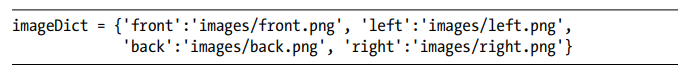 imageDict = {'front':'images/front.png', 'left':'images/left.png',
'back':'images/back.png', 'right':'images/right.png'}